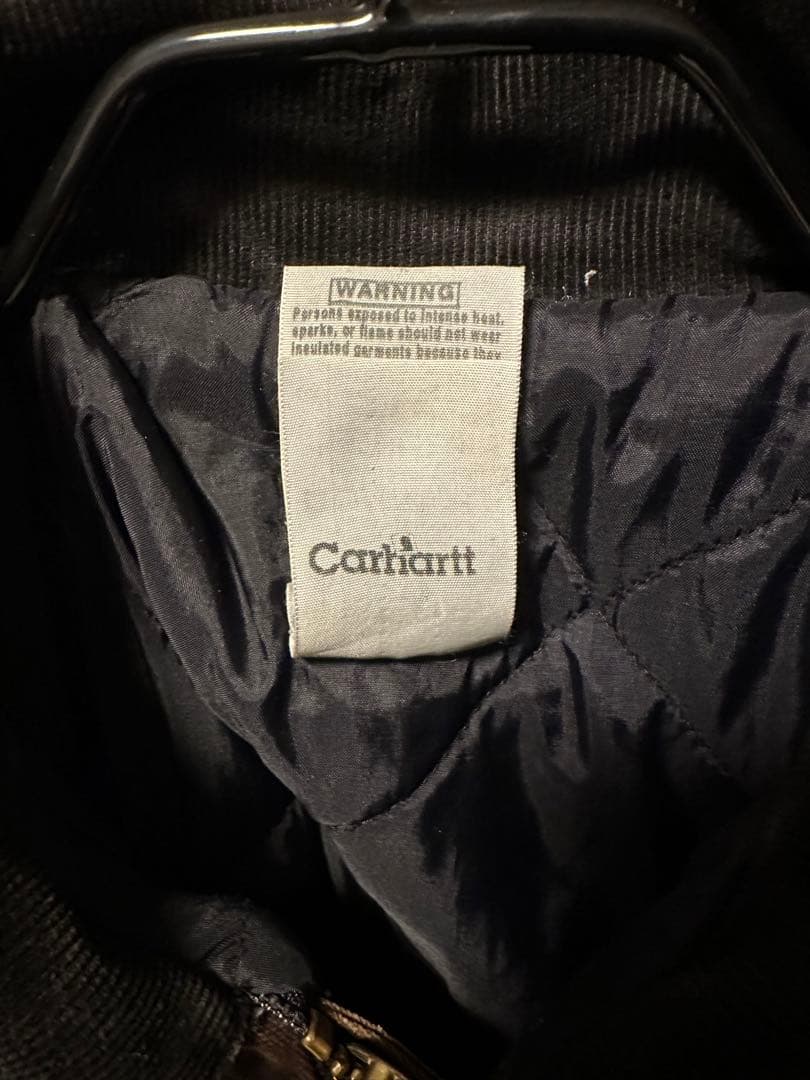 WARNING
Persons exposed to intense heat,
sparks, or flame should not wear
insulated garments because they
Carhartt